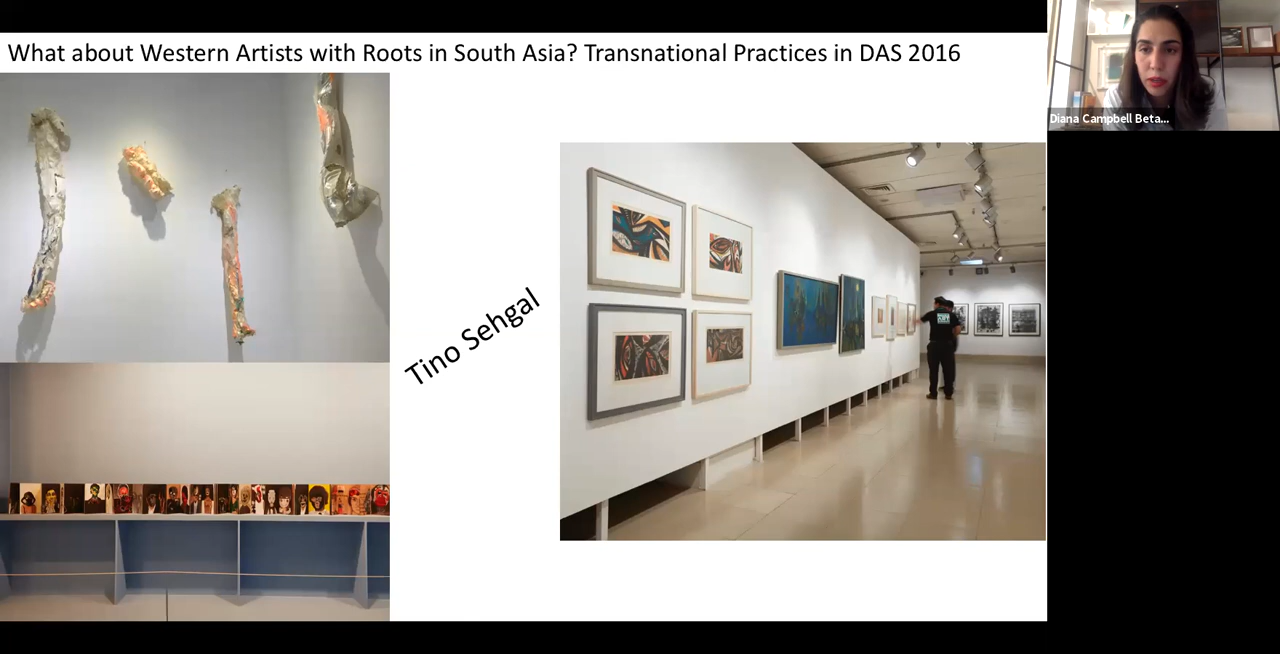 What about Western Artists with Roots in South Asia? Transnational Practices in DAS 2016
Diana Campbell Beta...
Tino Sehgal